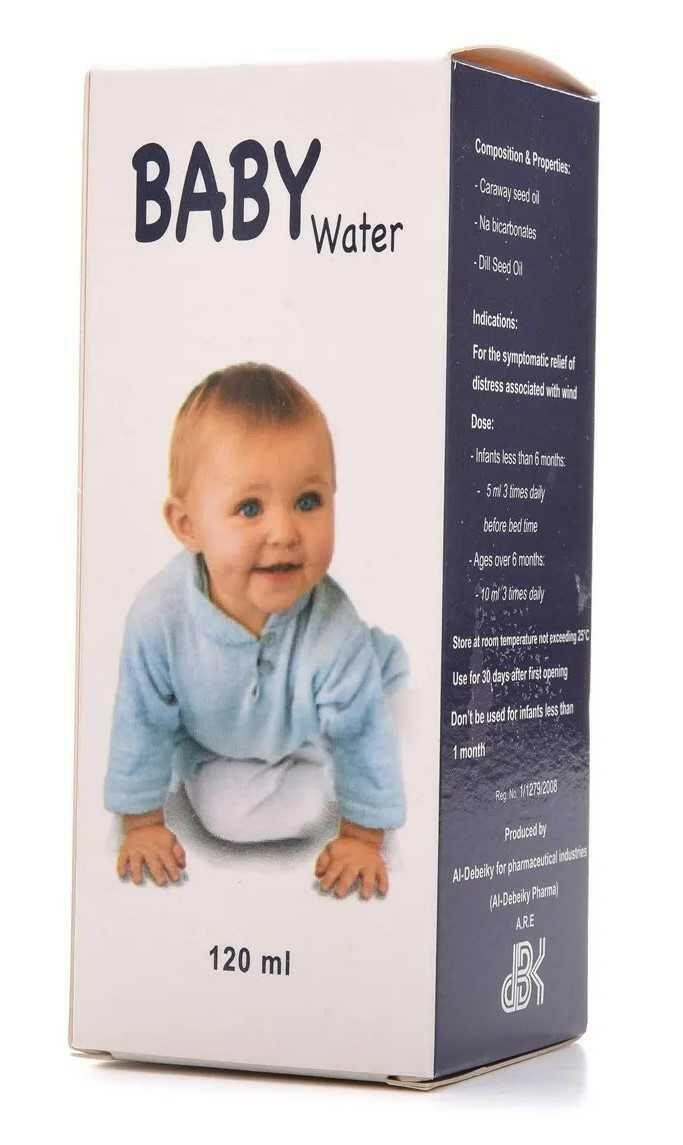 BABY
Water
120 ml
Composition & Properties:
- Caraway seed oil
- Na bicarbonates
- Dill Seed Oil
Indications:
For the symptomatic relief of
distress associated with wind
Dose:
- Infants less than 6 months:
- 5 ml 3 times daily
before bed time
- Ages over 6 months:
- 10 ml 3 times daily
Store at room temperature not exceeding 25°C
Use for 30 days after first opening
Don't be used for infants less than
1 month
Reg. No. 1/1279/2008
Produced by
Al-Debeiky for pharmaceutical industries
(Al-Debeiky Pharma)
A.R.E
dBK